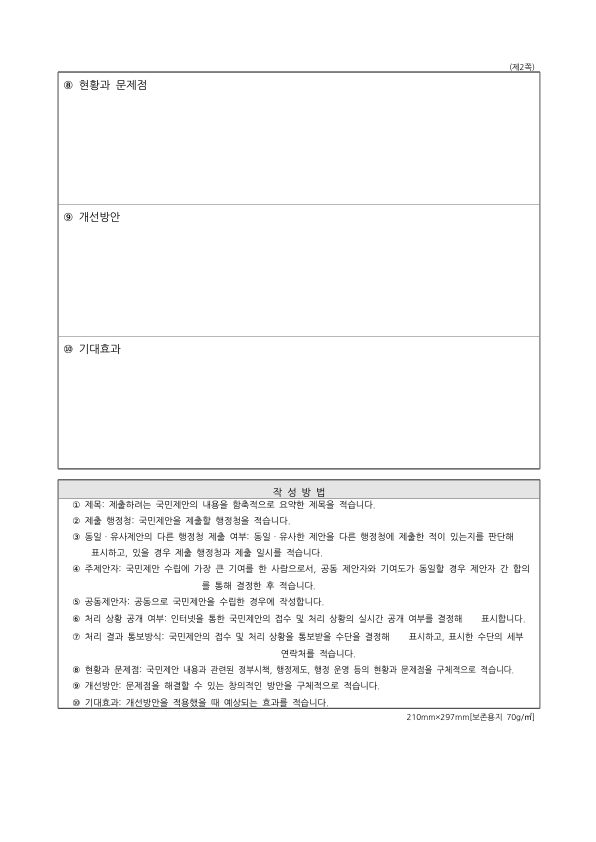 (제2쪽)
⑧ 현황과 문제점
⑨ 개선방안
⑩ 기대효과
작 성 방 법
① 제목: 제출하려는 국민제안의 내용을 함축적으로 요약한 제목을 적습니다.
② 제출 행정청: 국민제안을 제출할 행정청을 적습니다.
③ 동일ㆍ유사제안의 다른 행정청 제출 여부: 동일ㆍ유사한 제안을 다른 행정청에 제출한 적이 있는지를 판단해
표시하고, 있을 경우 제출 행정청과 제출 일시를 적습니다.
④ 주제안자: 국민제안 수립에 가장 큰 기여를 한 사람으로서, 공동 제안자와 기여도가 동일할 경우 제안자 간 합의
를 통해 결정한 후 적습니다.
⑤ 공동제안자: 공동으로 국민제안을 수립한 경우에 작성합니다.
⑥ 처리 상황 공개 여부: 인터넷을 통한 국민제안의 접수 및 처리 상황의 실시간 공개 여부를 결정해 표시합니다.
⑦ 처리 결과 통보방식: 국민제안의 접수 및 처리 상황을 통보받을 수단을 결정해 표시하고, 표시한 수단의 세부
연락처를 적습니다.
⑧ 현황과 문제점: 국민제안 내용과 관련된 정부시책, 행정제도, 행정 운영 등의 현황과 문제점을 구체적으로 적습니다.
⑨ 개선방안: 문제점을 해결할 수 있는 창의적인 방안을 구체적으로 적습니다.
⑩ 기대효과: 개선방안을 적용했을 때 예상되는 효과를 적습니다.
210mm×297mm[보존용지 70g/㎡]